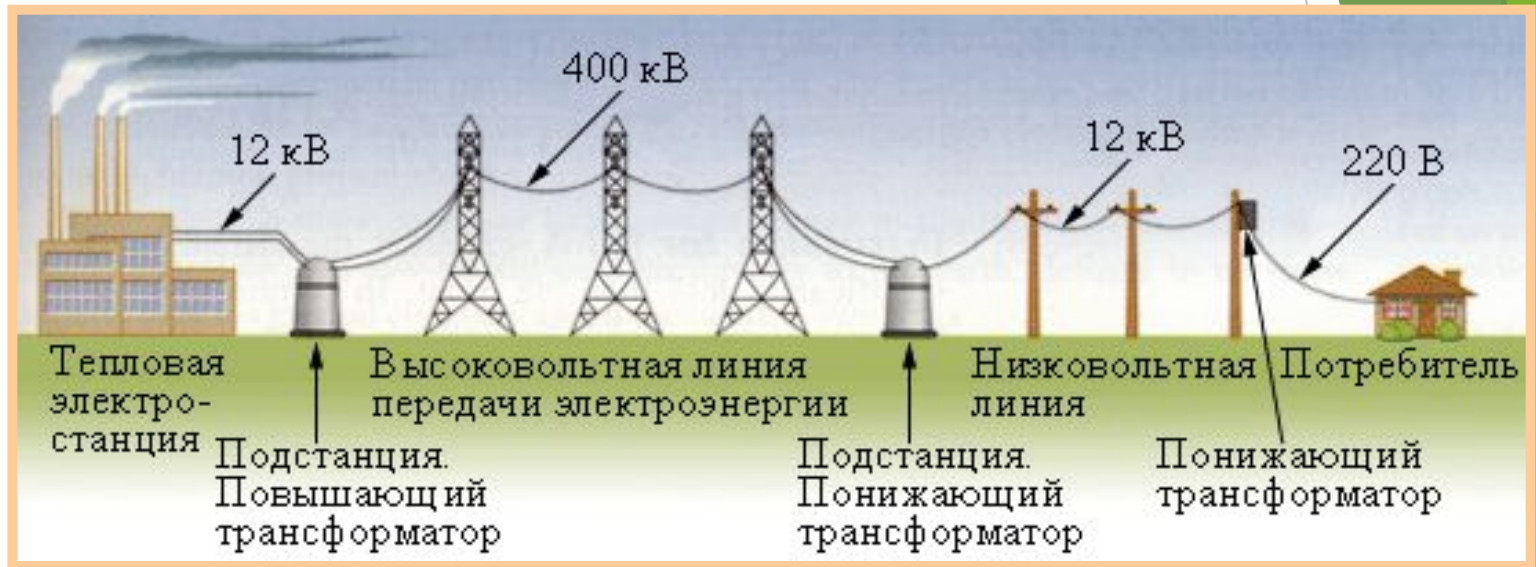 400 кВ
12 кВ
12 кВ
220 В
Тепловая
электро-
станция
Высоковольтная линия
передачи электроэнергии
Низковольтная
линия
Потребитель
Подстанция.
Повышающий
трансформатор
Подстанция.
Понижающий
трансформатор
Понижающий
трансформатор